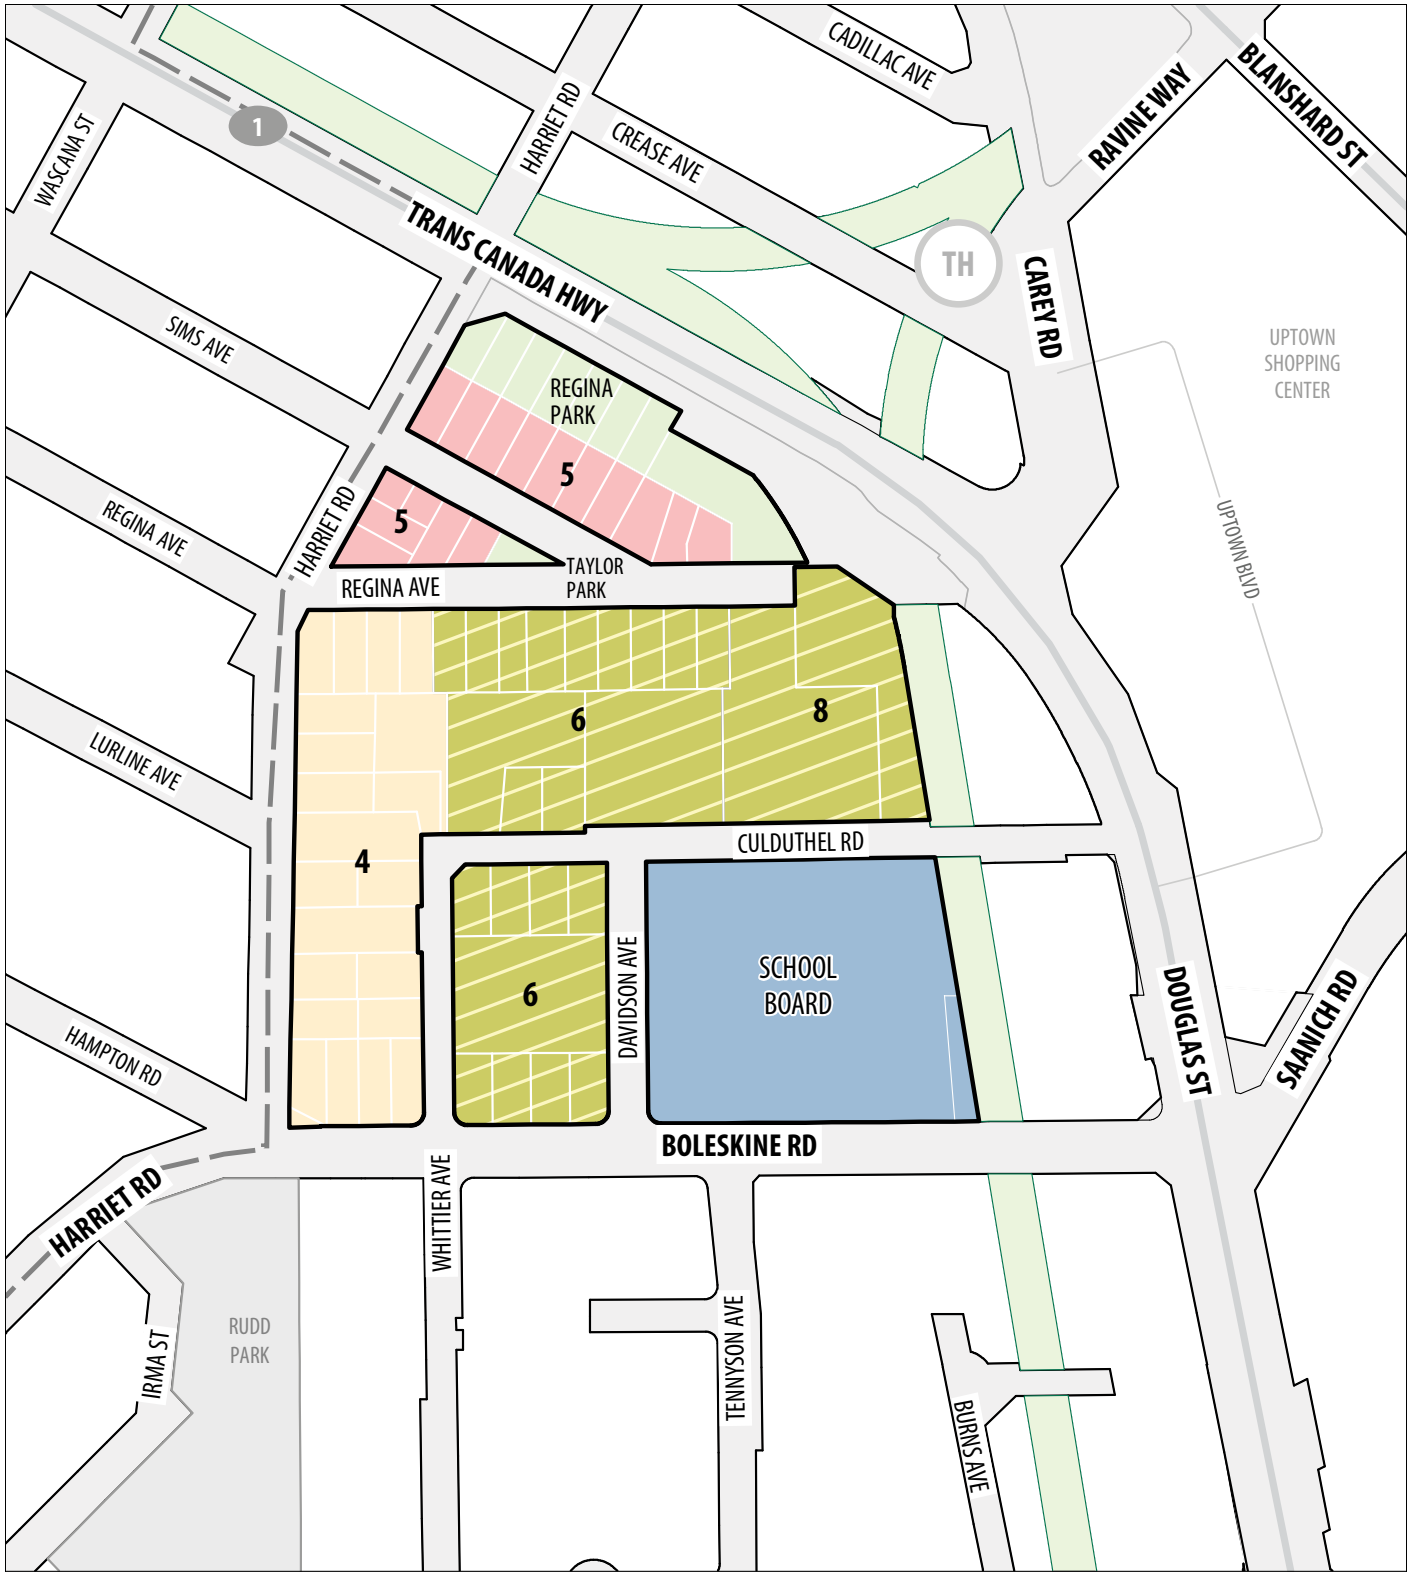 CADILLAC AVE
BLANSHARD ST
RAVINE WAY
HARRIET RD
1
CREASE AVE
WASCANA ST
TRANS CANADA HWY
TH
CAREY RD
SIMS AVE
UPTOWN
SHOPPING
CENTER
REGINA
PARK
5
5
HARRIET RD
REGINA AVE
UPTOWN BLVD
TAYLOR
PARK
REGINA AVE
6
8
LURLINE AVE
CULDUTHEL RD
4
SCHOOL
BOARD
6
DAVIDSON AVE
DOUGLAS ST
SAANICH RD
HAMPTON RD
BOLESKINE RD
HARRIET RD
WHITTIER AVE
RUDD
PARK
IRMA ST
TENNYSON AVE
BURNS AVE